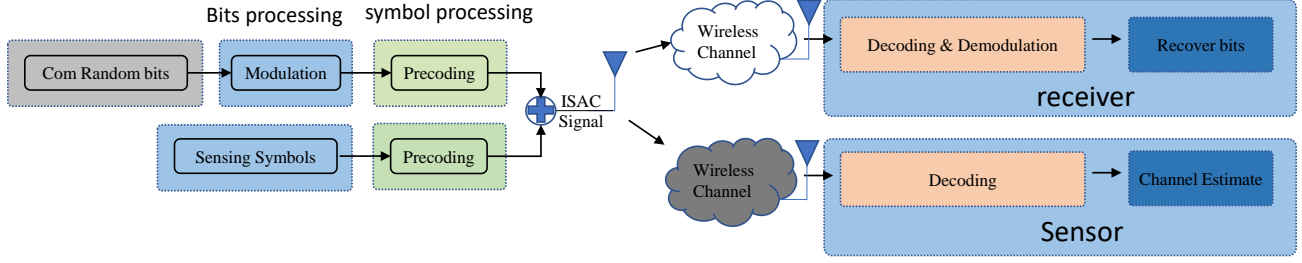 Bits processing
symbol processing
Com Random bits
Modulation
Precoding
Sensing Symbols
Precoding
ISAC
Signal
Wireless
Channel
Decoding & Demodulation
Recover bits
receiver
Wireless
Channel
Decoding
Channel Estimate
Sensor